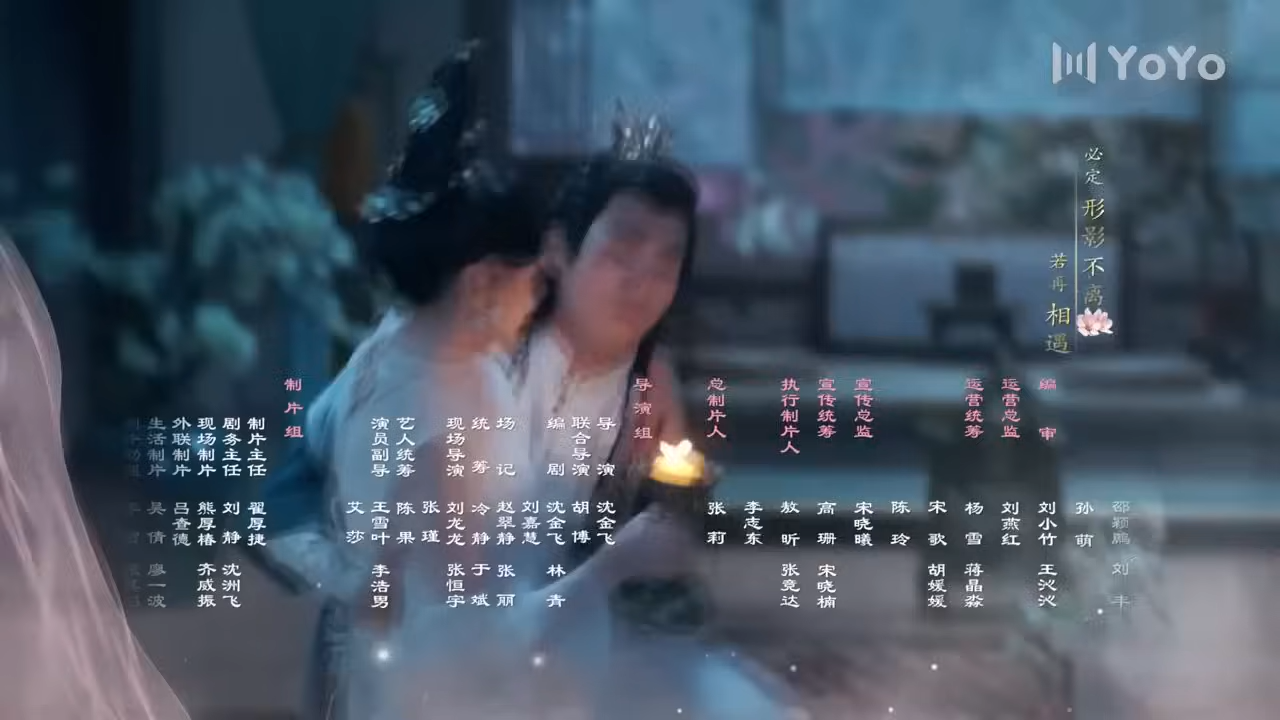 YoYo
必定形影不离
若再相遇
邵颖鹏 刘丰
孙萌
编审
刘小竹 王沁沁
运营总监
刘燕红
运营统筹
杨雪 蒋晶淼
宋歌 胡媛媛
陈玲
宣传总监
宋晓曦
宣传统筹
高珊 宋晓楠
执行制片人
敖昕 张竞达
李志东
总制片人
张莉
导演组
导演 沈金飞
联合导演 胡博
编剧 沈金飞 林青
刘嘉慧
场记 赵翠静 张丽
统筹 冷静 于斌
现场导演 刘龙龙 张恒宇
张瑾
艺人统筹 陈果
演员副导 王雪叶 李浩男
艾莎
制片组
制片主任 翟厚捷
剧务主任 刘静 沈洲飞
现场制片 熊厚椿 齐威振
外联制片 吕查德
生活制片 吴倩 廖一波